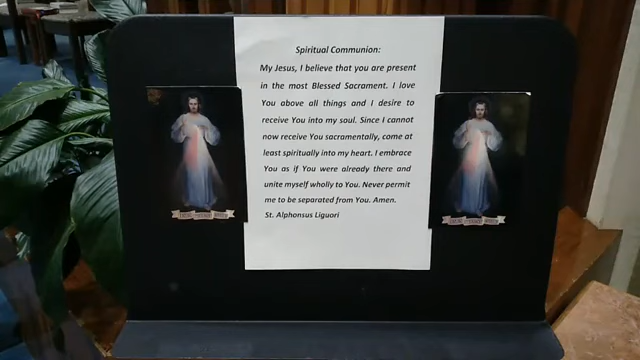 Spiritual Communion:
My Jesus, I believe that you are present
in the most Blessed Sacrament. I love
You above all things and I desire to
receive You into my soul. Since I cannot
now receive You sacramentally, come at
least spiritually into my heart. I embrace
You as if You were already there and
unite myself wholly to You. Never permit
me to be separated from You. Amen.
St. Alphonsus Liguori